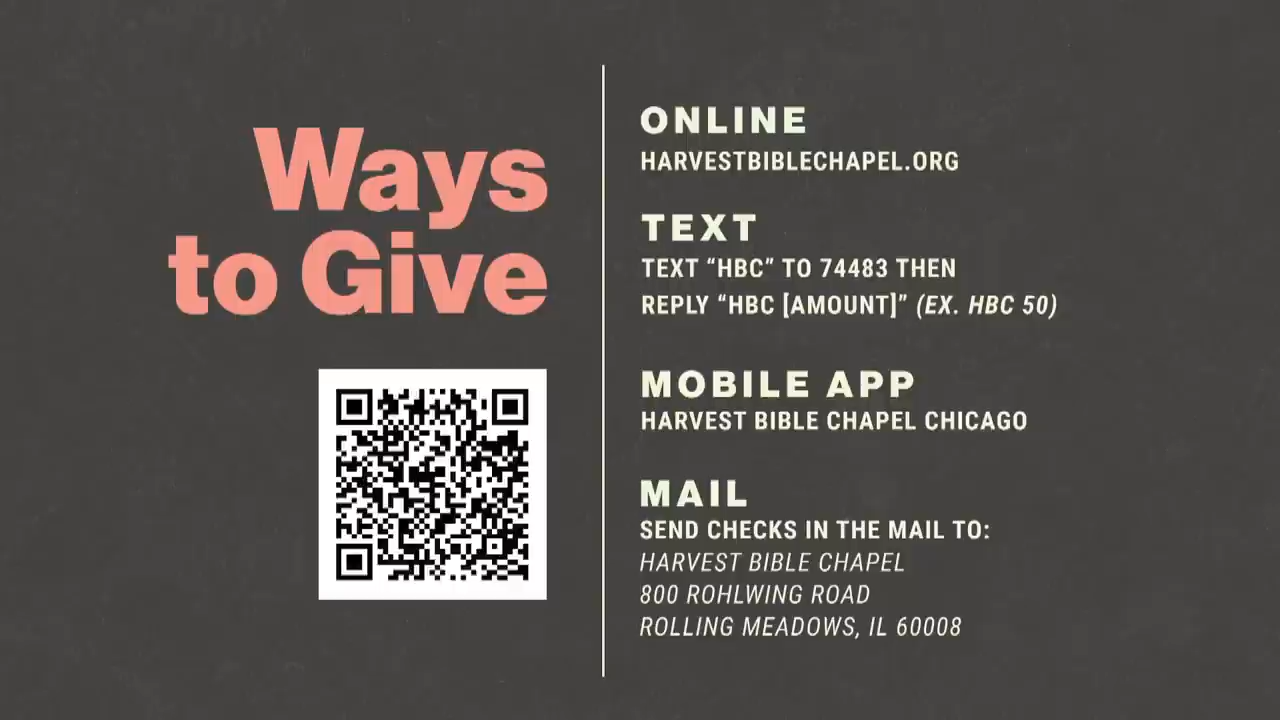 Ways
to Give
ONLINE
HARVESTBIBLECHAPEL.ORG
TEXT
TEXT “HBC” TO 74483 THEN
REPLY “HBC [AMOUNT]” (EX. HBC 50)
MOBILE APP
HARVEST BIBLE CHAPEL CHICAGO
MAIL
SEND CHECKS IN THE MAIL TO:
HARVEST BIBLE CHAPEL
800 ROHLWING ROAD
ROLLING MEADOWS, IL 60008